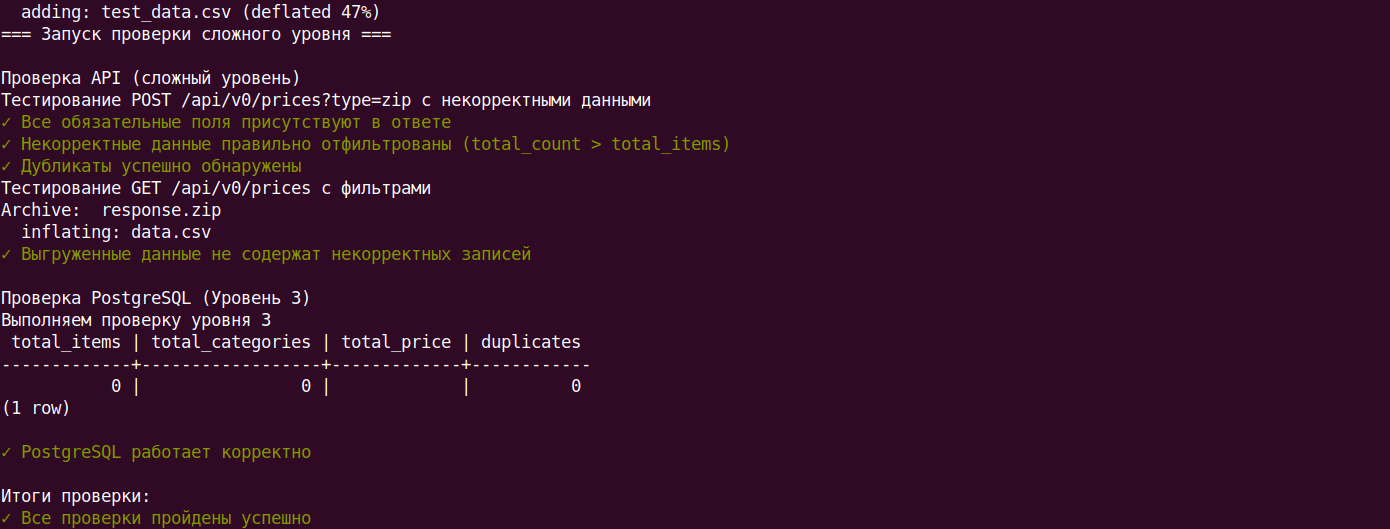 adding: test_data.csv (deflated 47%)
=== Запуск проверки сложного уровня ===
Проверка API (сложный уровень)
Тестирование POST /api/v0/prices?type=zip с некорректными данными
✓ Все обязательные поля присутствуют в ответе
✓ Некорректные данные правильно отфильтрованы (total_count > total_items)
✓ Дубликаты успешно обнаружены
Тестирование GET /api/v0/prices с фильтрами
Archive:  response.zip
inflating: data.csv
✓ Выгруженные данные не содержат некорректных записей
Проверка PostgreSQL (Уровень 3)
Выполняем проверку уровня 3
total_items | total_categories | total_price | duplicates
-------------+------------------+-------------+------------
0 | 0 | | 0
(1 row)
✓ PostgreSQL работает корректно
Итоги проверки:
✓ Все проверки пройдены успешно